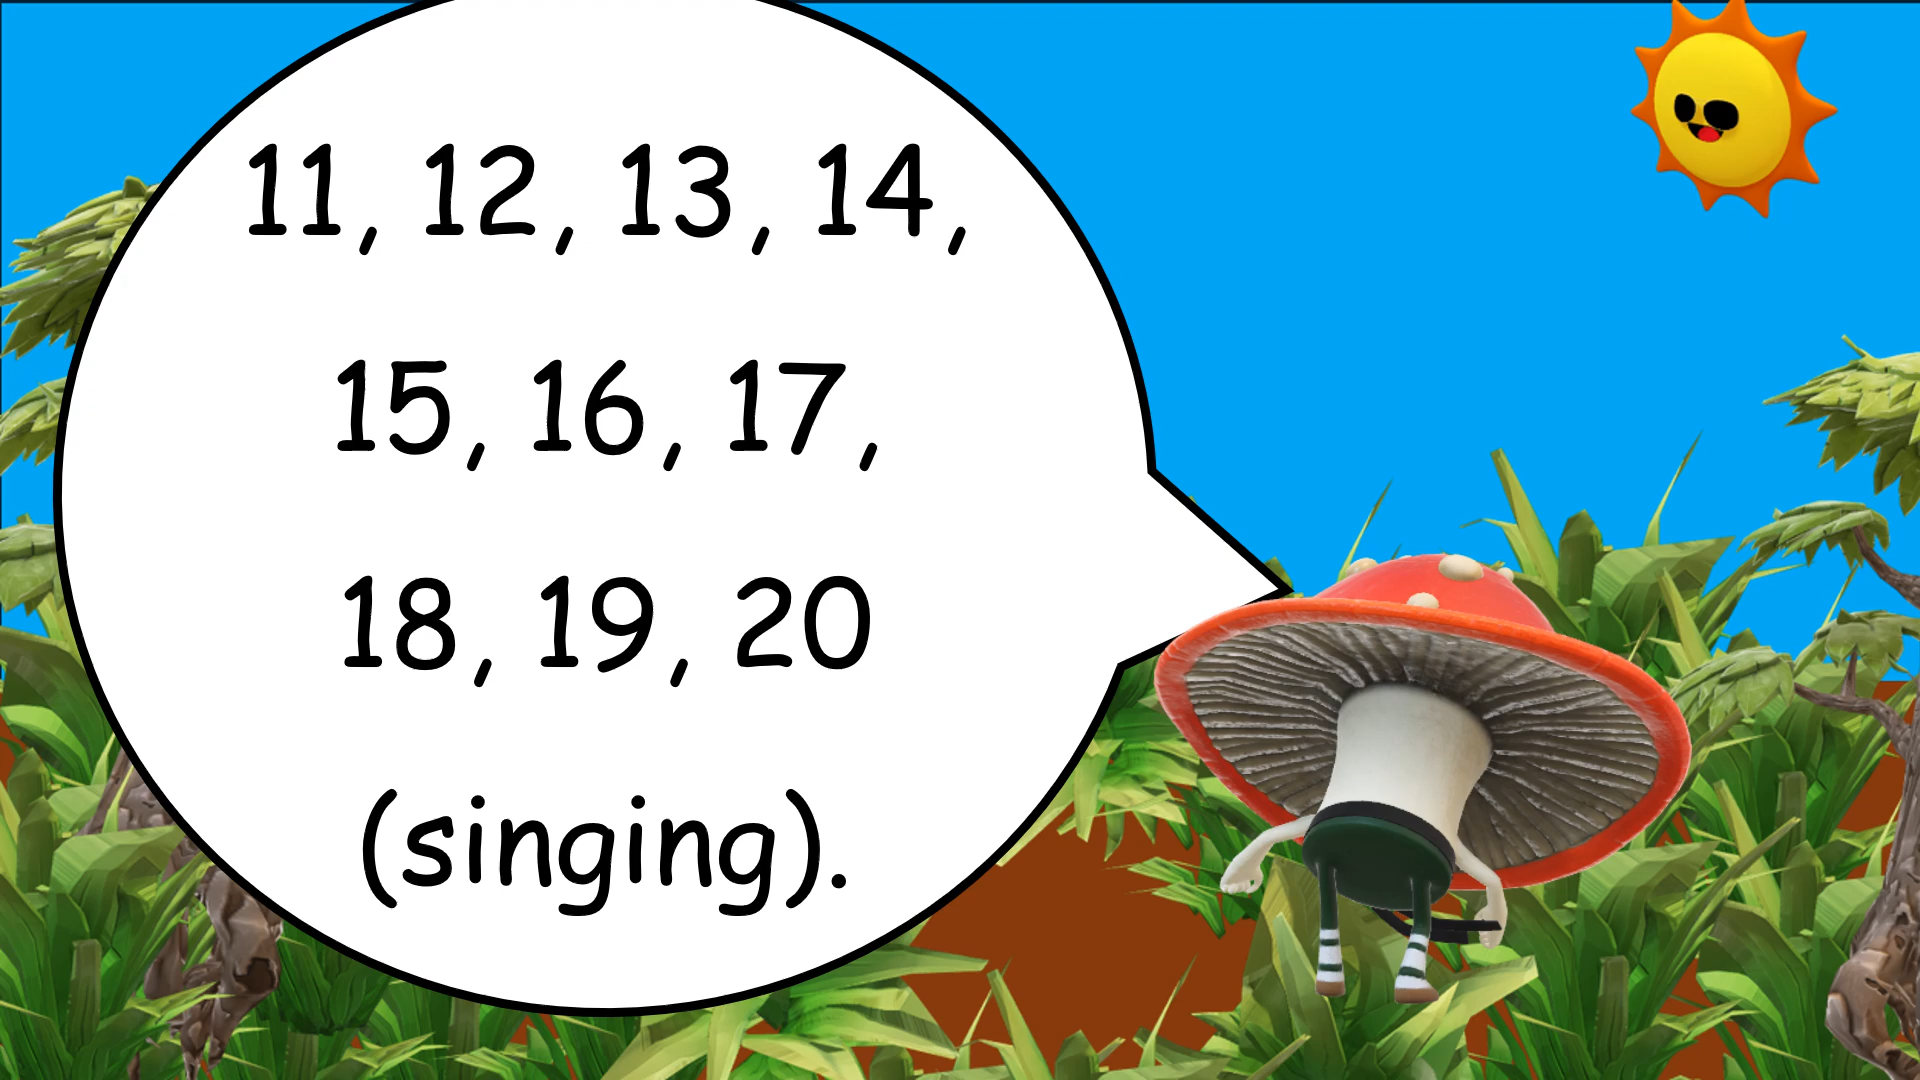 11, 12, 13, 14,
15, 16, 17,
18, 19, 20
(singing).